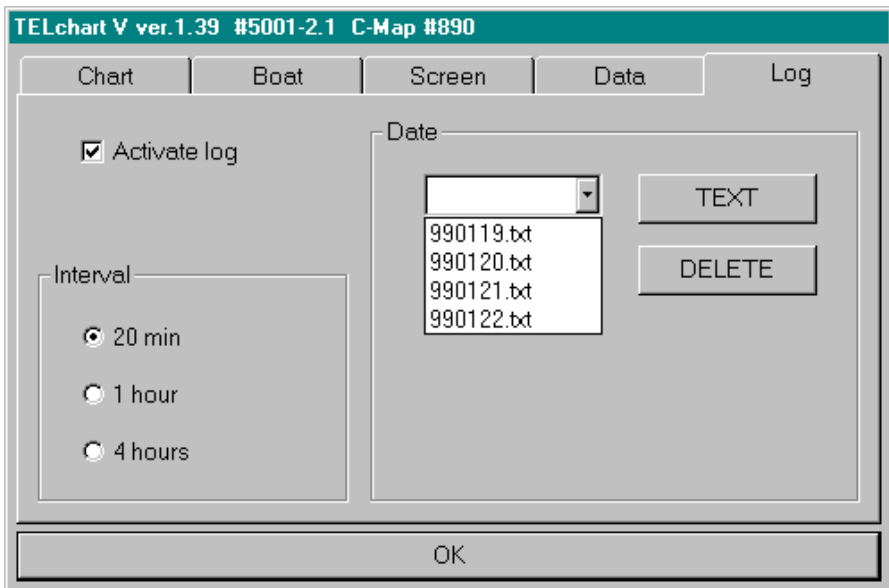 TELchart V ver.1.39 #5001-2.1 C-Map #890
Chart Boat Screen Data Log
Activate log
Date
TEXT
990119.txt
990120.txt
990121.txt
990122.txt
DELETE
Interval
20 min
1 hour
4 hours
OK